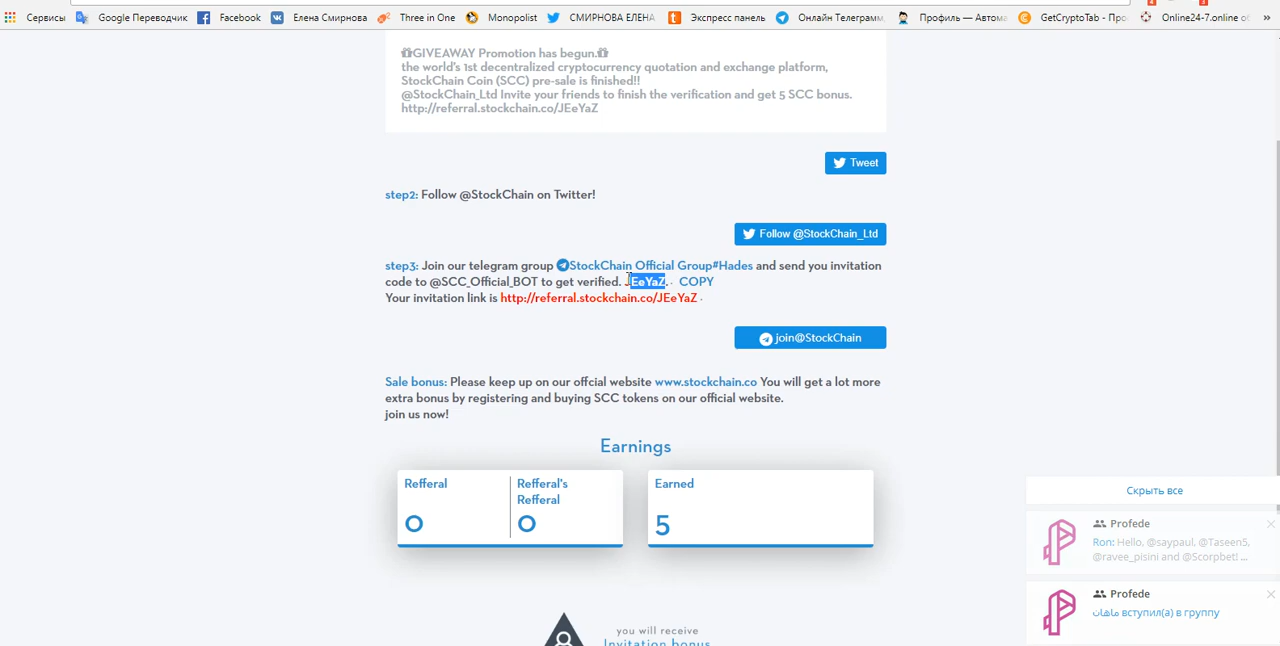 Сервисы Google Переводчик Facebook Елена Смирнова Three in One Monopolist СМИРНОВА ЕЛЕНА Экспресс панель Онлайн Телеграмм, Профиль — Автома GetCryptoTab - Про Online24-7.online о »
GIVEAWAY Promotion has begun.
the world's 1st decentralized cryptocurrency quotation and exchange platform,
StockChain Coin (SCC) pre-sale is finished!!
@StockChain_Ltd Invite your friends to finish the verification and get 5 SCC bonus.
http://referral.stockchain.co/JEeYaZ
Tweet
step2: Follow @StockChain on Twitter!
Follow @StockChain_Ltd
step3: Join our telegram group StockChain Official Group#Hades and send you invitation
code to @SCC_Official_BOT to get verified. JEeYaZ. · COPY
Your invitation link is http://referral.stockchain.co/JEeYaZ ·
join@StockChain
Sale bonus: Please keep up on our offcial website www.stockchain.co You will get a lot more
extra bonus by registering and buying SCC tokens on our official website.
join us now!
Earnings
Refferal
0
Refferal's
Refferal
0
Earned
5
you will receive
Invitation bonus
Скрыть все
Profede
Ron: Hello, @saypaul, @Taseen5,
@ravee_pisini and @Scorpbet! ...
Profede
ماهان вступил(а) в группу